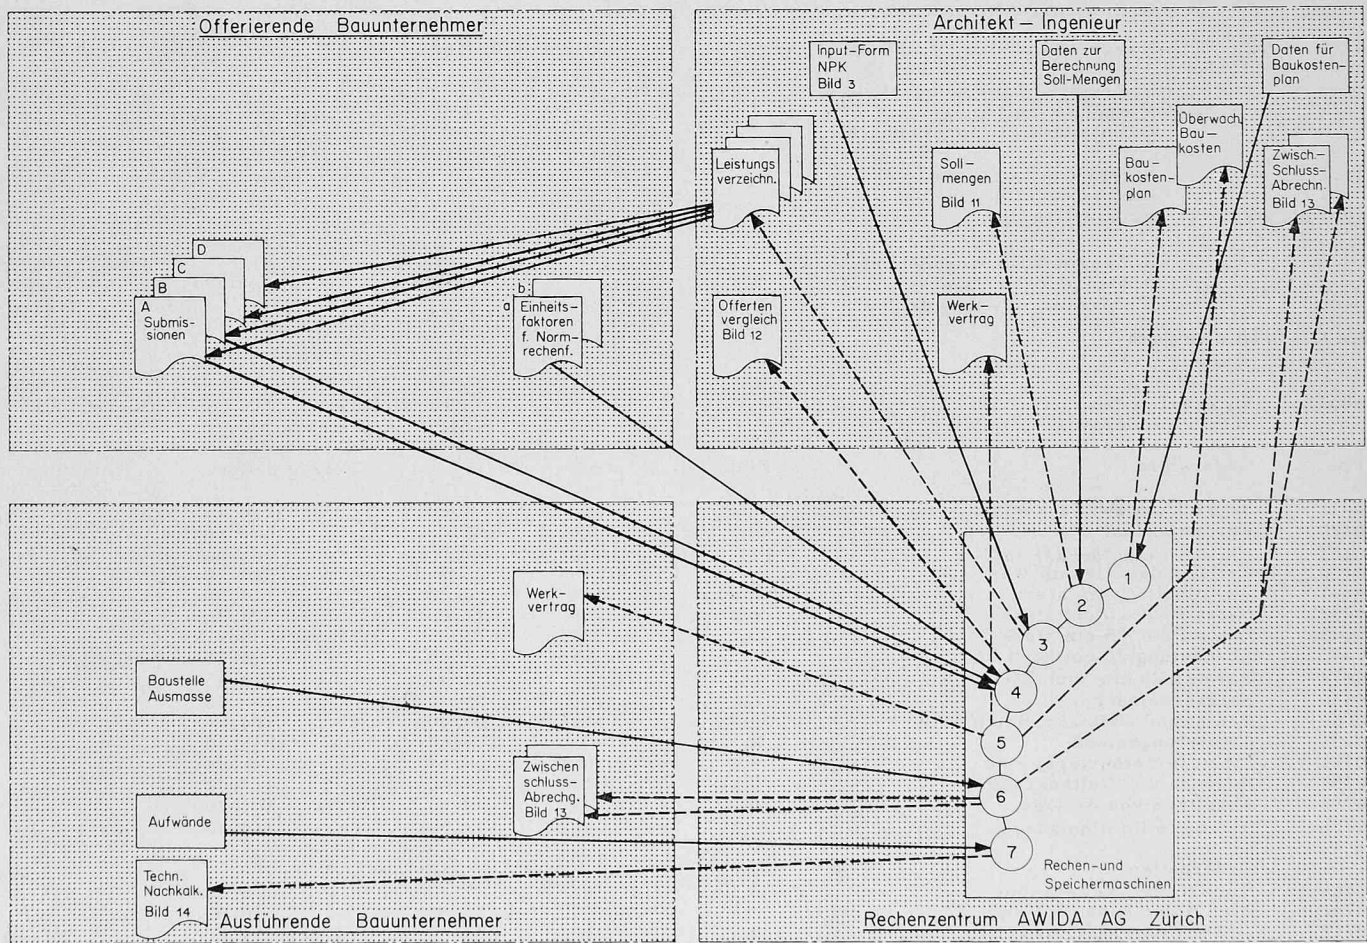 Offerierende Bauunternehmer
D
C
B
A
Submis-
sionen
b
a
Einheits-
faktoren
f. Norm-
rechenf.
Architekt – Ingenieur
Input-Form
NPK
Bild 3
Daten zur
Berechnung
Soll-Mengen
Daten für
Baukosten-
plan
Leistungs
verzeichn.
Soll-
mengen
Bild 11
Bau-
kosten-
plan
Überwach.
Bau-
kosten
Zwisch.-
Schluss-
Abrechn.
Bild 13
Offerten
vergleich
Bild 12
Werk-
vertrag
Werk-
vertrag
Baustelle
Ausmasse
Zwischen
schluss-
Abrechg.
Bild 13
Aufwände
Techn.
Nachkalk.
Bild 14
Ausführende Bauunternehmer
1
2
3
4
5
6
7
Rechen-und
Speichermaschinen
Rechenzentrum AWIDA AG Zürich